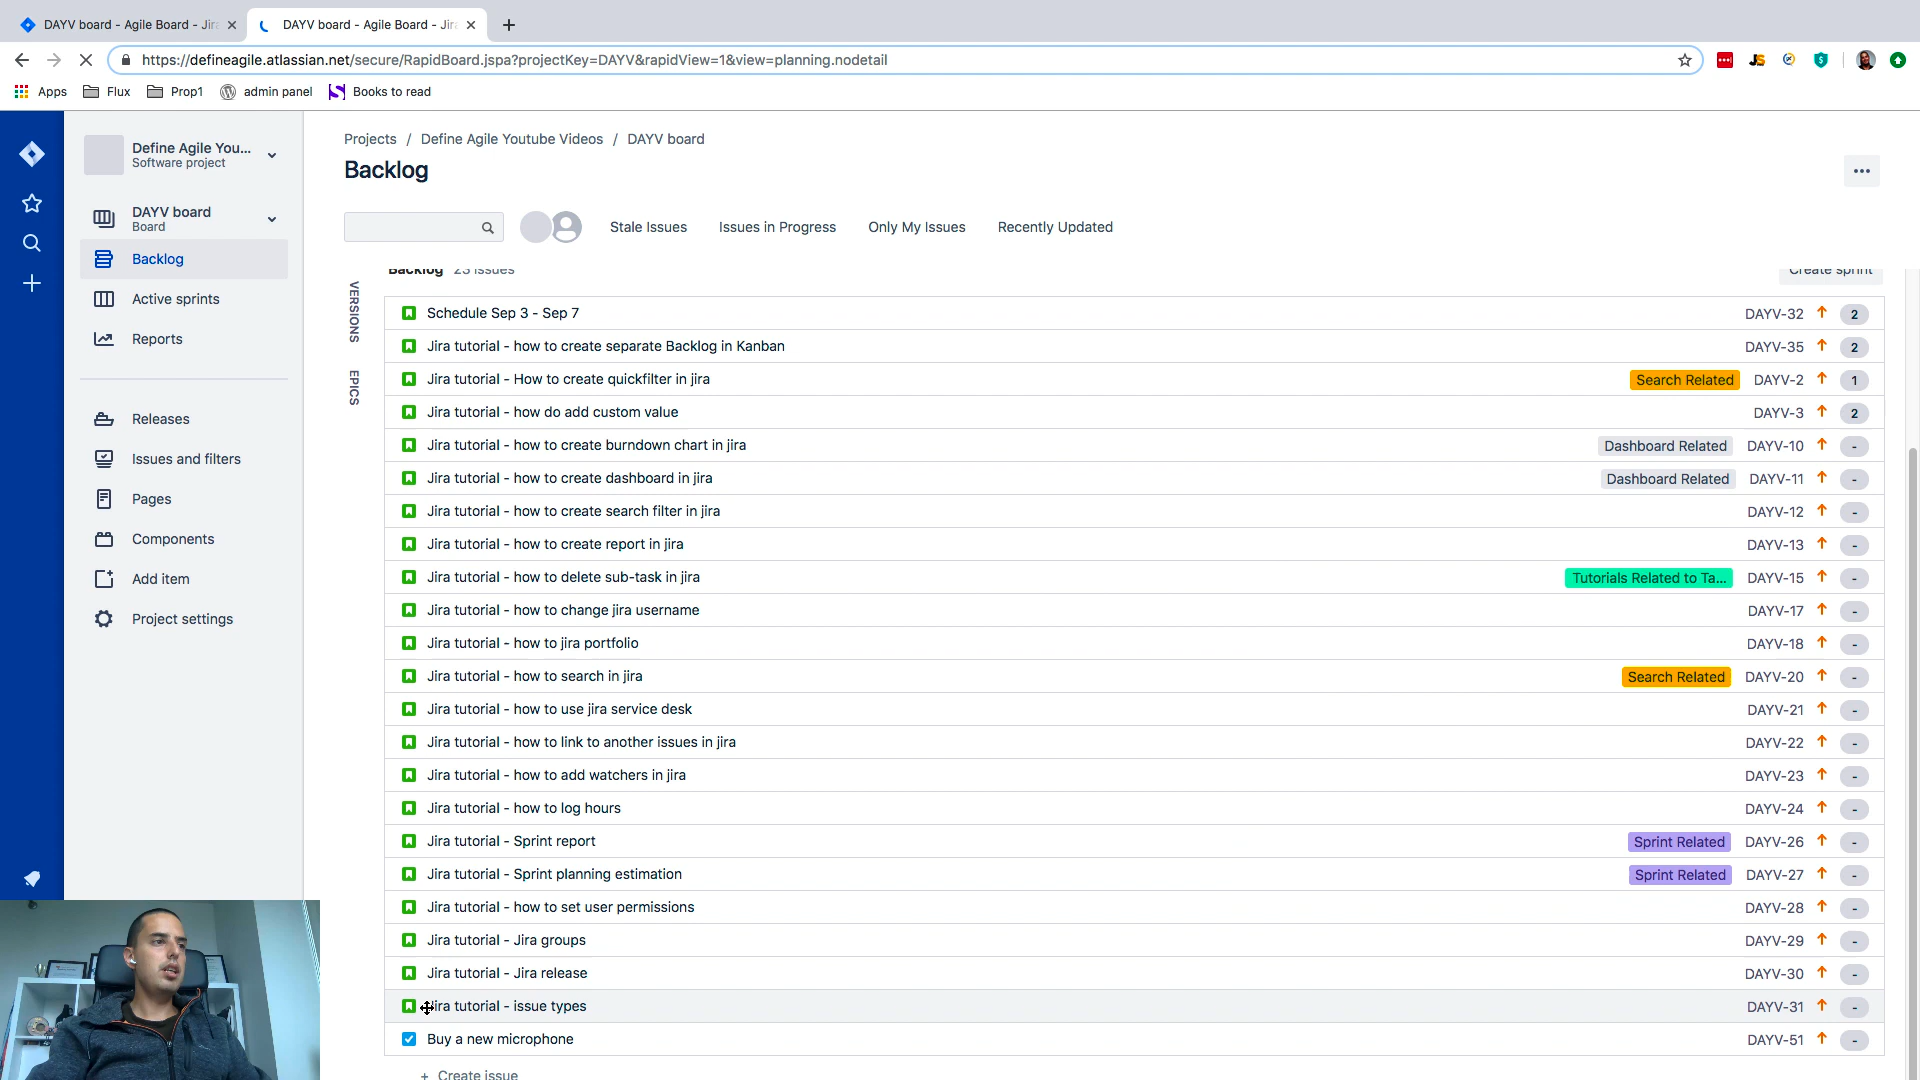 DAYV board - Agile Board - Jir
DAYV board - Agile Board - Jir
https://defineagile.atlassian.net/secure/RapidBoard.jspa?projectKey=DAYV&rapidView=1&view=planning.nodetail
JS
Apps
Flux
Prop1
admin panel
Books to read
Define Agile You...
Software project
DAYV board
Board
Backlog
Active sprints
Reports
Releases
Issues and filters
Pages
Components
Add item
Project settings
Projects / Define Agile Youtube Videos / DAYV board
Backlog
Stale Issues
Issues in Progress
Only My Issues
Recently Updated
VERSIONS
EPICS
Backlog 23 issues
Create sprint
Schedule Sep 3 - Sep 7 DAYV-32 2
Jira tutorial - how to create separate Backlog in Kanban DAYV-35 2
Jira tutorial - How to create quickfilter in jira Search Related DAYV-2 1
Jira tutorial - how do add custom value DAYV-3 2
Jira tutorial - how to create burndown chart in jira Dashboard Related DAYV-10 -
Jira tutorial - how to create dashboard in jira Dashboard Related DAYV-11 -
Jira tutorial - how to create search filter in jira DAYV-12 -
Jira tutorial - how to create report in jira DAYV-13 -
Jira tutorial - how to delete sub-task in jira Tutorials Related to Ta... DAYV-15 -
Jira tutorial - how to change jira username DAYV-17 -
Jira tutorial - how to jira portfolio DAYV-18 -
Jira tutorial - how to search in jira Search Related DAYV-20 -
Jira tutorial - how to use jira service desk DAYV-21 -
Jira tutorial - how to link to another issues in jira DAYV-22 -
Jira tutorial - how to add watchers in jira DAYV-23 -
Jira tutorial - how to log hours DAYV-24 -
Jira tutorial - Sprint report Sprint Related DAYV-26 -
Jira tutorial - Sprint planning estimation Sprint Related DAYV-27 -
Jira tutorial - how to set user permissions DAYV-28 -
Jira tutorial - Jira groups DAYV-29 -
Jira tutorial - Jira release DAYV-30 -
Jira tutorial - issue types DAYV-31 -
Buy a new microphone DAYV-51 -
+ Create issue